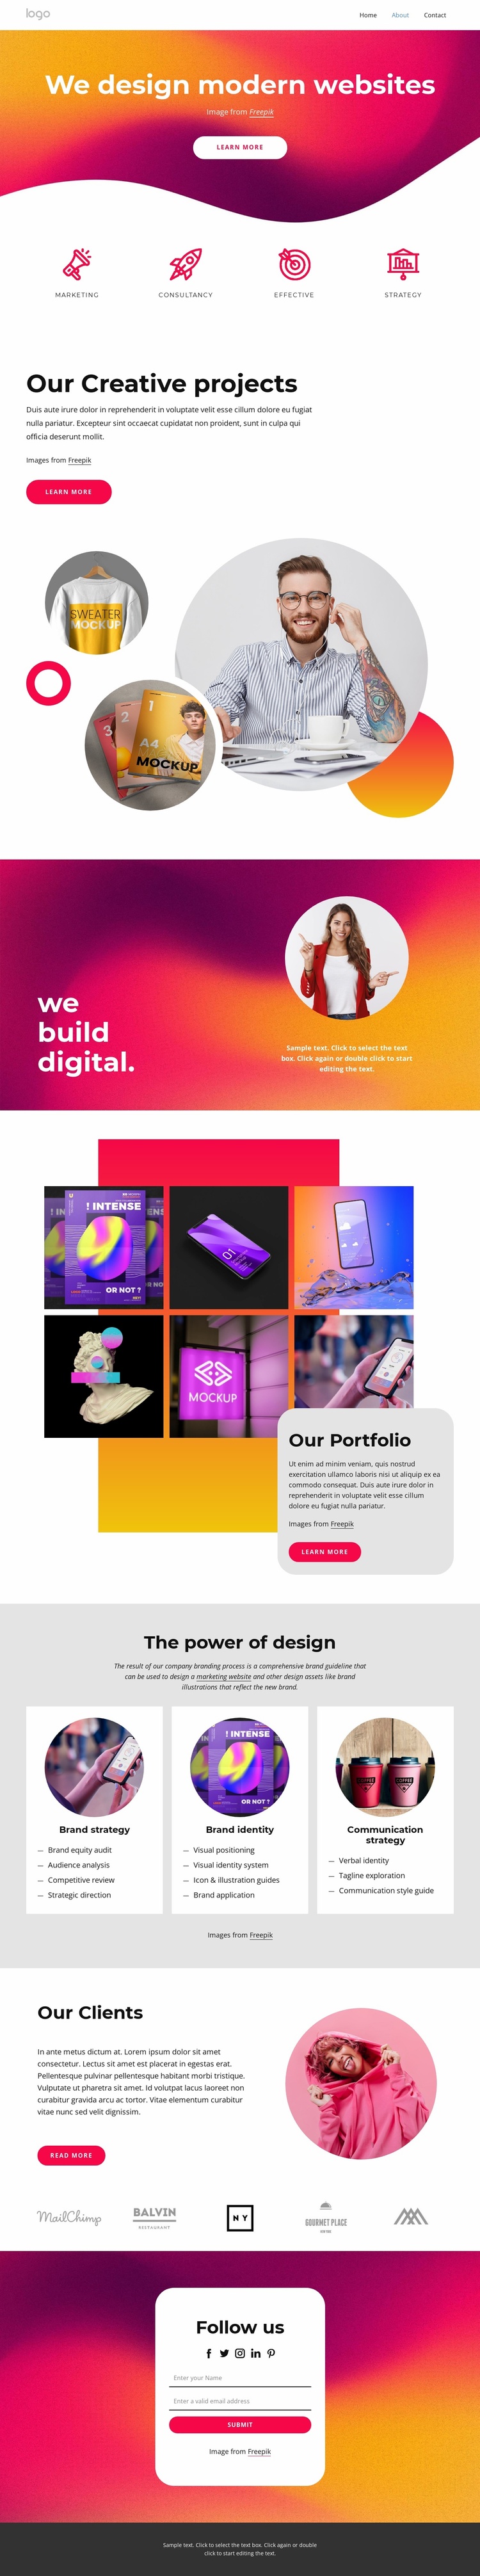 logo
Home About Contact
We design modern websites
Image from Freepik
LEARN MORE
MARKETING
CONSULTANCY
EFFECTIVE
STRATEGY
Our Creative projects
Duis aute irure dolor in reprehenderit in voluptate velit esse cillum dolore eu fugiat
nulla pariatur. Excepteur sint occaecat cupidatat non proident, sunt in culpa qui
officia deserunt mollit.
Images from Freepik
LEARN MORE
SWEATER
MOCKUP
1
2
3
A4
MOCKUP
we
build
digital.
Sample text. Click to select the text
box. Click again or double click to start
editing the text.
! INTENSE
OR NOT ?
01
MOCKUP
Our Portfolio
Ut enim ad minim veniam, quis nostrud
exercitation ullamco laboris nisi ut aliquip ex ea
commodo consequat. Duis aute irure dolor in
reprehenderit in voluptate velit esse cillum
dolore eu fugiat nulla pariatur.
Images from Freepik
LEARN MORE
The power of design
The result of our company branding process is a comprehensive brand guideline that
can be used to design a marketing website and other design assets like brand
illustrations that reflect the new brand.
! INTENSE
OR NOT ?
COFFEE
COFFEE
Brand strategy
— Brand equity audit
— Audience analysis
— Competitive review
— Strategic direction
Brand identity
— Visual positioning
— Visual identity system
— Icon & illustration guides
— Brand application
Communication
strategy
— Verbal identity
— Tagline exploration
— Communication style guide
Images from Freepik
Our Clients
In ante metus dictum at. Lorem ipsum dolor sit amet
consectetur. Lectus sit amet est placerat in egestas erat.
Pellentesque pulvinar pellentesque habitant morbi tristique.
Vulputate ut pharetra sit amet. Id volutpat lacus laoreet non
curabitur gravida arcu ac tortor. Vitae elementum curabitur
vitae nunc sed velit dignissim.
READ MORE
MailChimp
BALVIN
RESTAURANT
N Y
GOURMET PLACE
NEW YORK
Follow us
Enter your Name
Enter a valid email address
SUBMIT
Image from Freepik
Sample text. Click to select the text box. Click again or double
click to start editing the text.